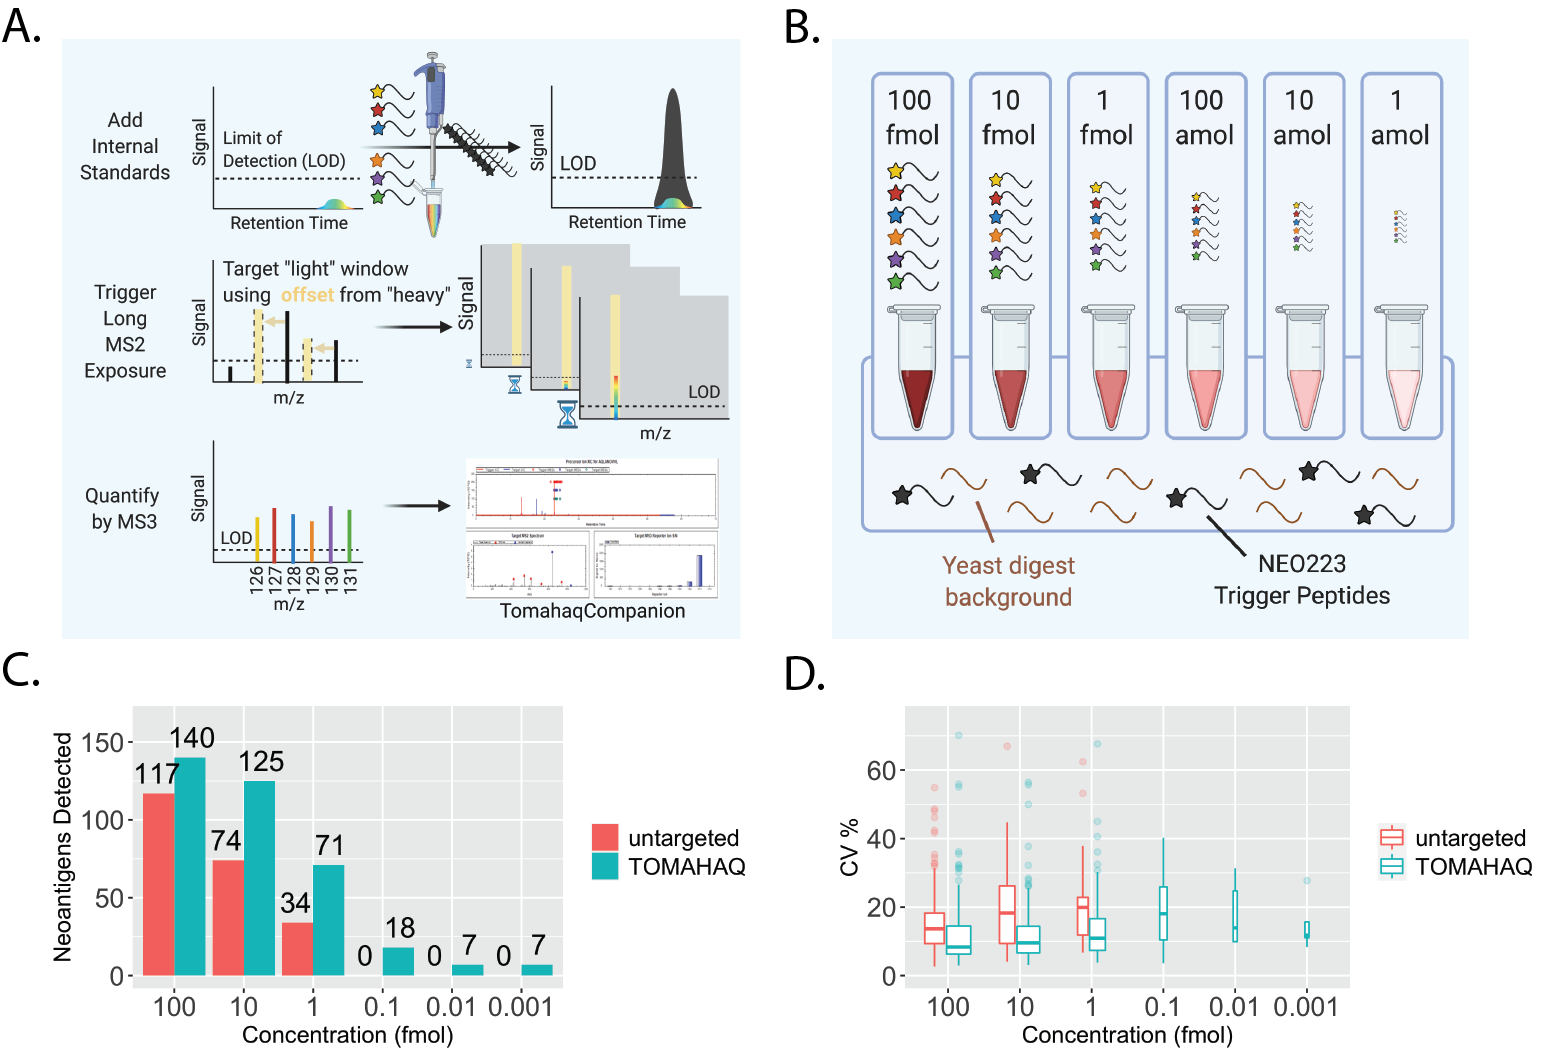 A.
Add
Internal
Standards
Signal
Limit of
Detection (LOD)
Retention Time
Signal
LOD
Retention Time
Trigger
Long
MS2
Exposure
Signal
Target "light" window
using offset from "heavy"
m/z
Signal
LOD
m/z
Quantify
by MS3
Signal
LOD
126
127
128
129
130
131
m/z
TomahaqCompanion
B.
100
fmol
10
fmol
1
fmol
100
amol
10
amol
1
amol
Yeast digest
background
NEO223
Trigger Peptides
C.
Neoantigens Detected
150
100
50
0
117
140
74
125
34
71
0
18
0
7
0
7
100
10
1
0.1
0.01
0.001
Concentration (fmol)
untargeted
TOMAHAQ
D.
CV %
60
40
20
0
100
10
1
0.1
0.01
0.001
Concentration (fmol)
untargeted
TOMAHAQ